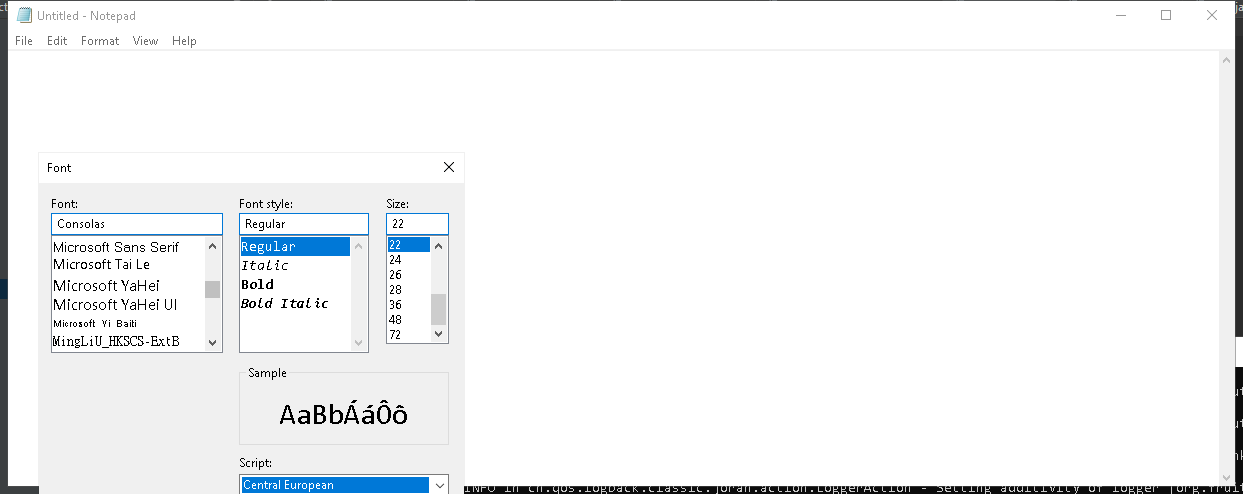 Untitled - Notepad
File Edit Format View Help
Font
Font: Font style: Size:
Consolas Regular 22
Microsoft Sans Serif
Microsoft Tai Le
Microsoft YaHei
Microsoft YaHei UI
Microsoft Yi Baiti
MingLiU_HKSCS-ExtB
Regular
Italic
Bold
Bold Italic
22
24
26
28
36
48
72
Sample
AaBbÁáÔô
Script:
Central European
INFO in ch.qos.logback.classic.joran.action.LoggerAction - Setting additivity of logger [org.fruit